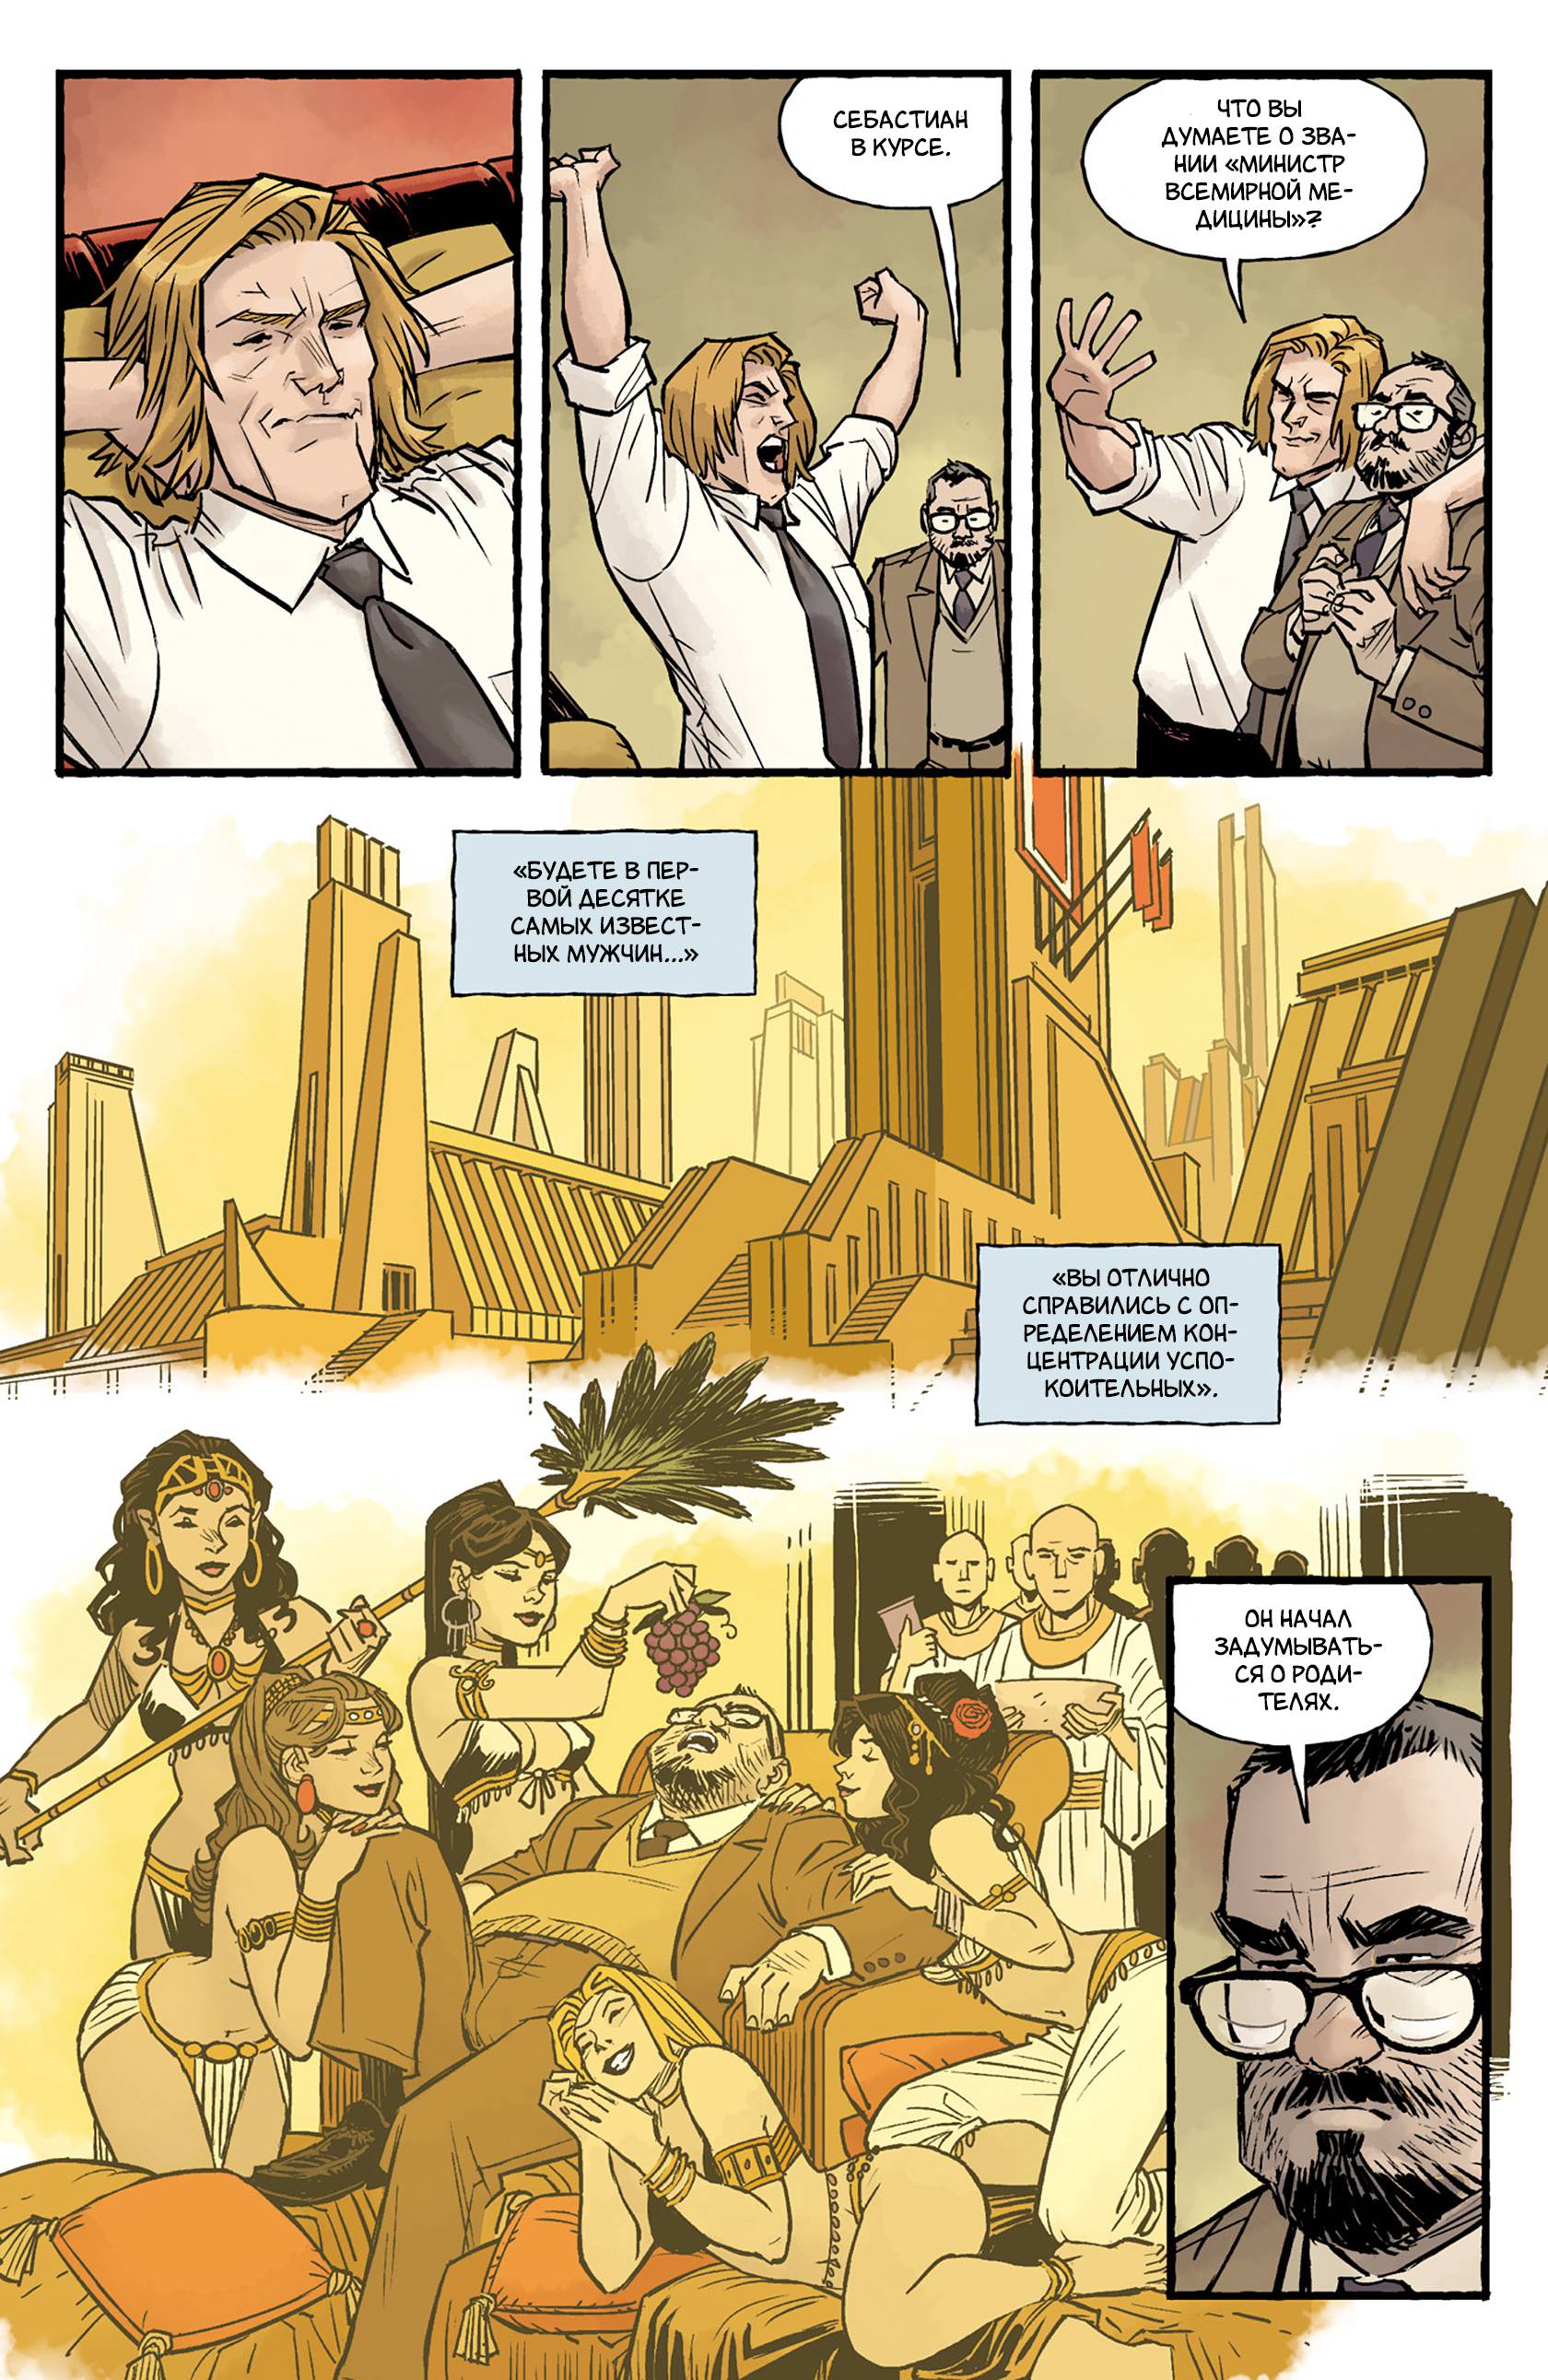 СЕБАСТИАН
В КУРСЕ.
ЧТО ВЫ
ДУМАЕТЕ О ЗВА-
НИИ «МИНИСТР
ВСЕМИРНОЙ МЕ-
ДИЦИНЫ»?
«БУДЕТЕ В ПЕР-
ВОЙ ДЕСЯТКЕ
САМЫХ ИЗВЕСТ-
НЫХ МУЖЧИН...»
«ВЫ ОТЛИЧНО
СПРАВИЛИСЬ С ОП-
РЕДЕЛЕНИЕМ КОН-
ЦЕНТРАЦИИ УСПО-
КОИТЕЛЬНЫХ».
ОН НАЧАЛ
ЗАДУМЫВАТЬ-
СЯ О РОДИ-
ТЕЛЯХ.